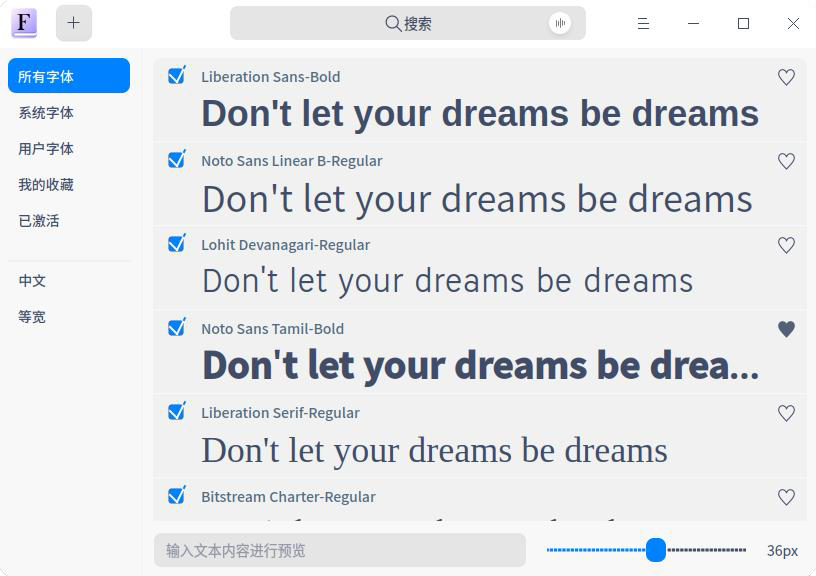 F
搜索
所有字体
系统字体
用户字体
我的收藏
已激活
中文
等宽
Liberation Sans-Bold
Don't let your dreams be dreams
Noto Sans Linear B-Regular
Don't let your dreams be dreams
Lohit Devanagari-Regular
Don't let your dreams be dreams
Noto Sans Tamil-Bold
Don't let your dreams be drea...
Liberation Serif-Regular
Don't let your dreams be dreams
Bitstream Charter-Regular
输入文本内容进行预览
36px